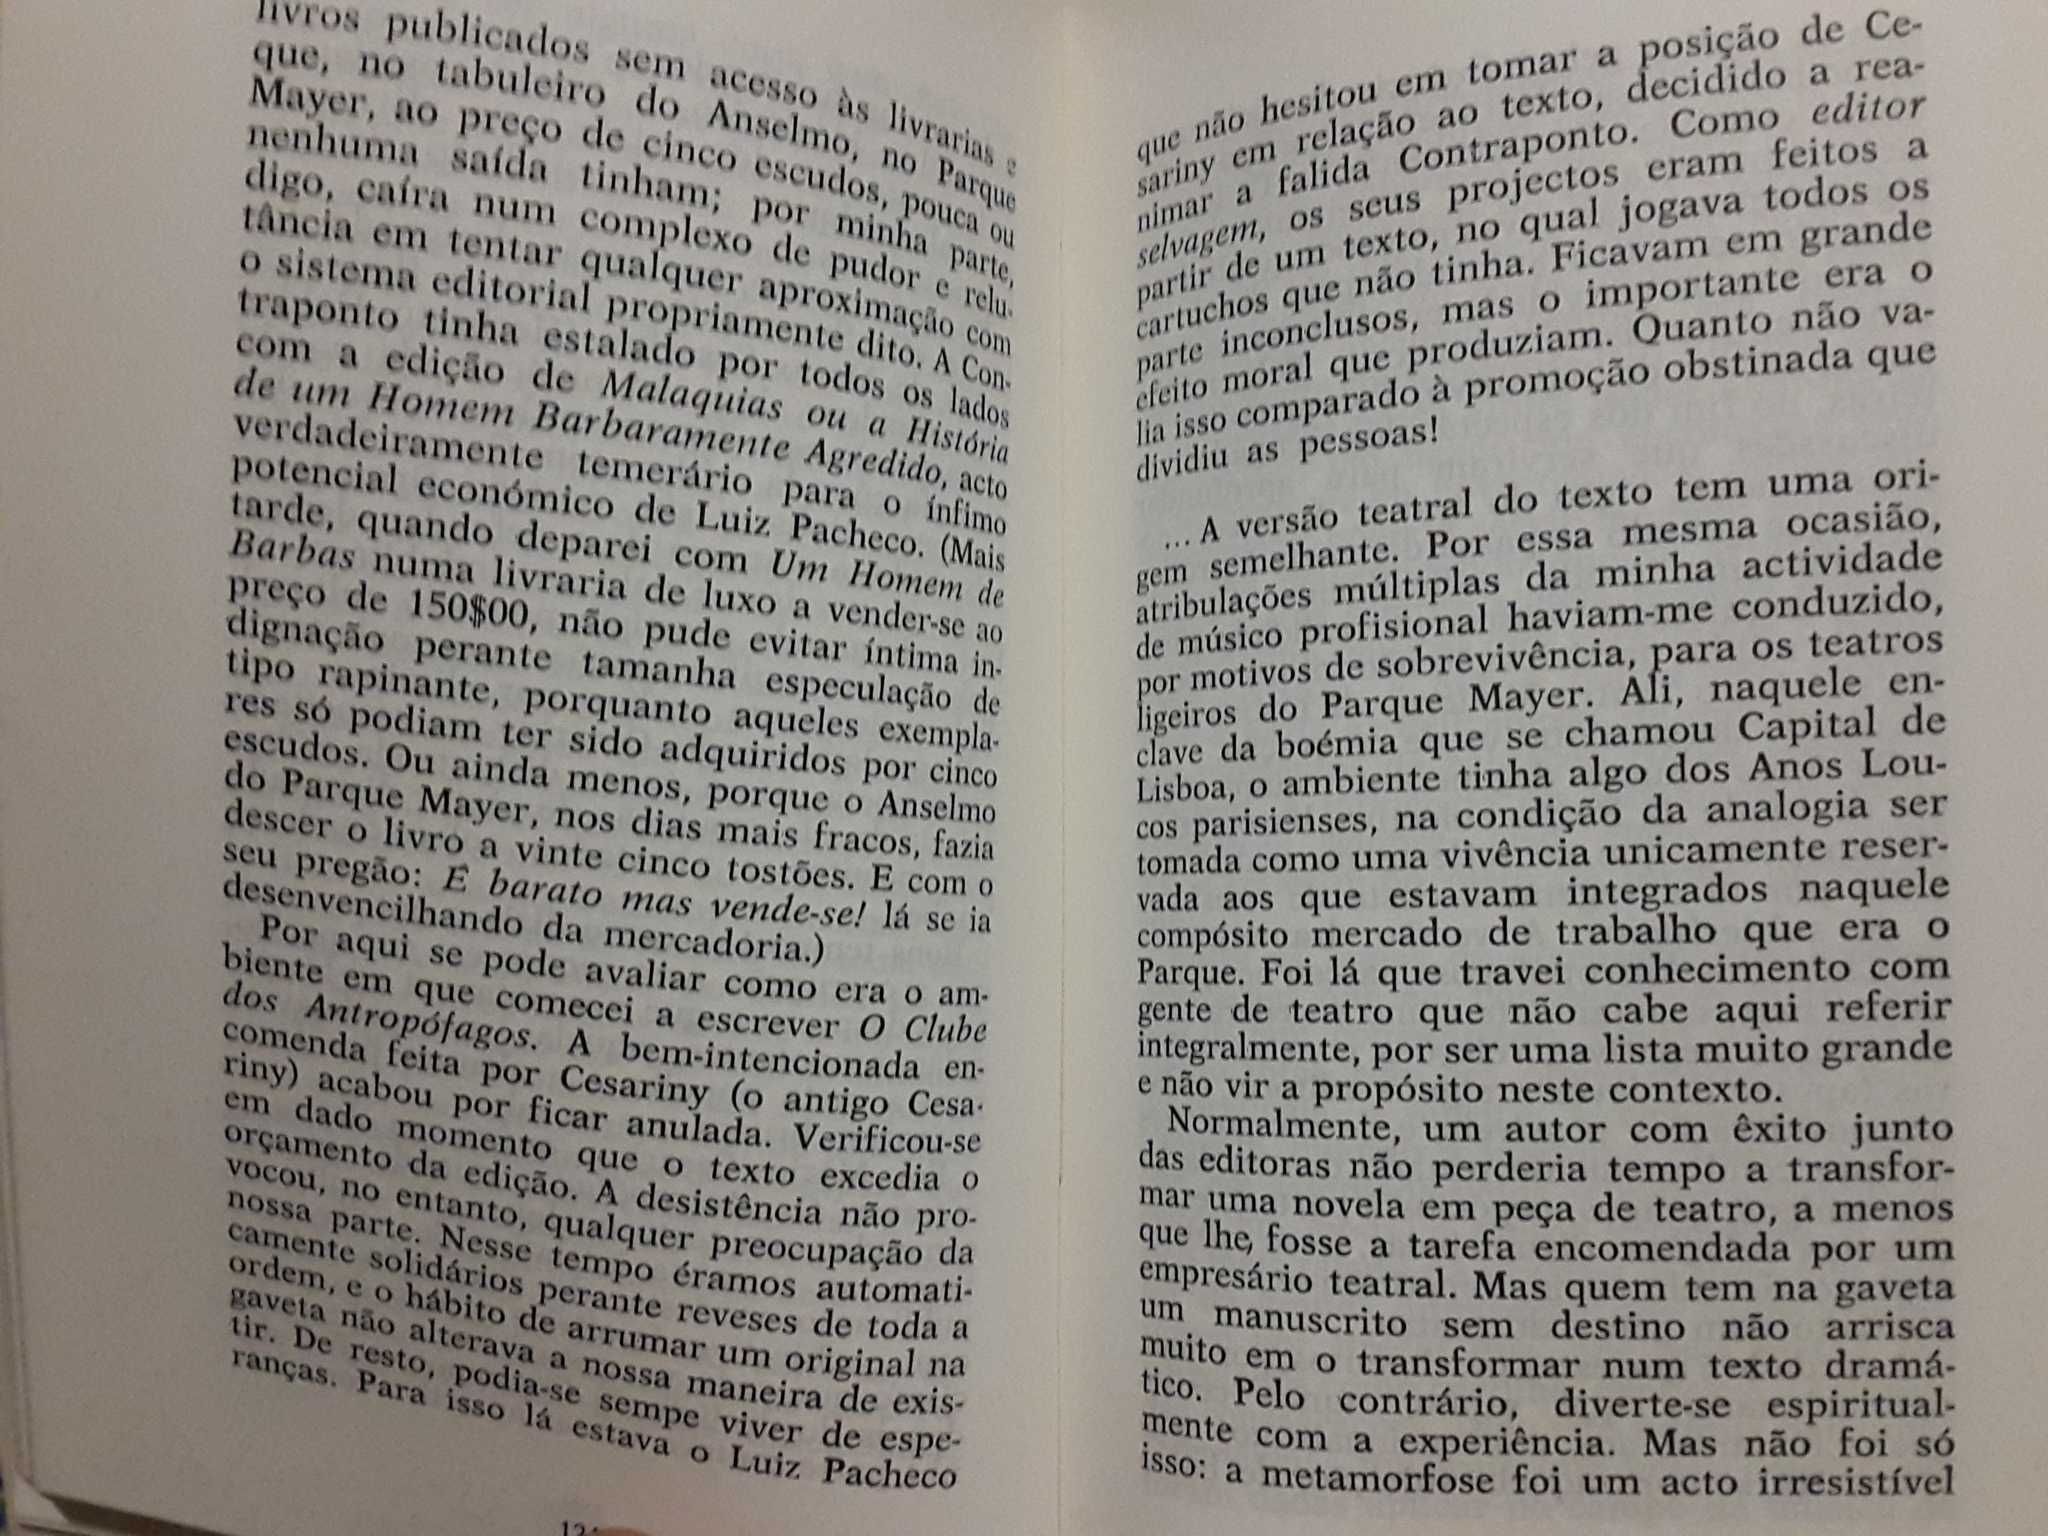 livros publicados sem acesso às livrarias e
que, no tabuleiro do Anselmo, no Parque
Mayer, ao preço de cinco escudos, pouca ou
nenhuma saída tinham; por minha parte,
digo, caíra num complexo de pudor e relu-
tância em tentar qualquer aproximação com
o sistema editorial propriamente dito. A Con-
traponto tinha estalado por todos os lados
com a edição de Malaquias ou a História
de um Homem Barbaramente Agredido, acto
verdadeiramente temerário para o ínfimo
potencial económico de Luiz Pacheco. (Mais
tarde, quando deparei com Um Homem de
Barbas numa livraria de luxo a vender-se ao
preço de 150$00, não pude evitar íntima in-
dignação perante tamanha especulação de
tipo rapinante, porquanto aqueles exempla-
res só podiam ter sido adquiridos por cinco
escudos. Ou ainda menos, porque o Anselmo
do Parque Mayer, nos dias mais fracos, fazia
descer o livro a vinte cinco tostões. E com o
seu pregão: É barato mas vende-se! lá se ia
desenvencilhando da mercadoria.)
Por aqui se pode avaliar como era o am-
biente em que comecei a escrever O Clube
dos Antropófagos. A bem-intencionada en-
comenda feita por Cesariny (o antigo Cesa-
riny) acabou por ficar anulada. Verificou-se
em dado momento que o texto excedia o
orçamento da edição. A desistência não pro-
vocou, no entanto, qualquer preocupação da
nossa parte. Nesse tempo éramos automati-
camente solidários perante reveses de toda a
ordem, e o hábito de arrumar um original na
gaveta não alterava a nossa maneira de exis-
tir. De resto, podia-se sempe viver de espe-
ranças. Para isso lá estava o Luiz Pacheco
que não hesitou em tomar a posição de Ce-
sariny em relação ao texto, decidido a rea-
nimar a falida Contraponto. Como editor
selvagem, os seus projectos eram feitos a
partir de um texto, no qual jogava todos os
cartuchos que não tinha. Ficavam em grande
parte inconclusos, mas o importante era o
efeito moral que produziam. Quanto não va-
lia isso comparado à promoção obstinada que
dividiu as pessoas!
... A versão teatral do texto tem uma ori-
gem semelhante. Por essa mesma ocasião,
atribulações múltiplas da minha actividade
de músico profisional haviam-me conduzido,
por motivos de sobrevivência, para os teatros
ligeiros do Parque Mayer. Ali, naquele en-
clave da boémia que se chamou Capital de
Lisboa, o ambiente tinha algo dos Anos Lou-
cos parisienses, na condição da analogia ser
tomada como uma vivência unicamente reser-
vada aos que estavam integrados naquele
compósito mercado de trabalho que era o
Parque. Foi lá que travei conhecimento com
gente de teatro que não cabe aqui referir
integralmente, por ser uma lista muito grande
e não vir a propósito neste contexto.
Normalmente, um autor com êxito junto
das editoras não perderia tempo a transfor-
mar uma novela em peça de teatro, a menos
que lhe, fosse a tarefa encomendada por um
empresário teatral. Mas quem tem na gaveta
um manuscrito sem destino não arrisca
muito em o transformar num texto dramá-
tico. Pelo contrário, diverte-se espiritual-
mente com a experiência. Mas não foi só
isso: a metamorfose foi um acto irresistível